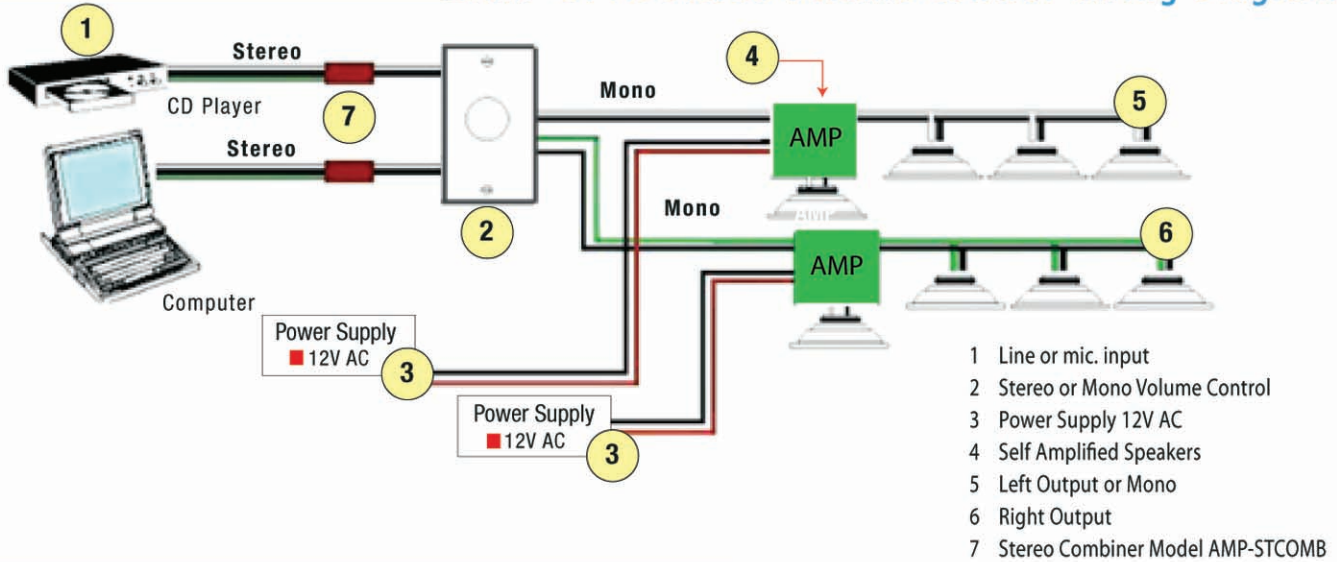 1
Stereo
CD Player
7
Stereo
Computer
2
Mono
4
AMP
5
Mono
AMP
AMP
6
Power Supply
12V AC
3
Power Supply
12V AC
3
1 Line or mic. input
2 Stereo or Mono Volume Control
3 Power Supply 12V AC
4 Self Amplified Speakers
5 Left Output or Mono
6 Right Output
7 Stereo Combiner Model AMP-STCOMB